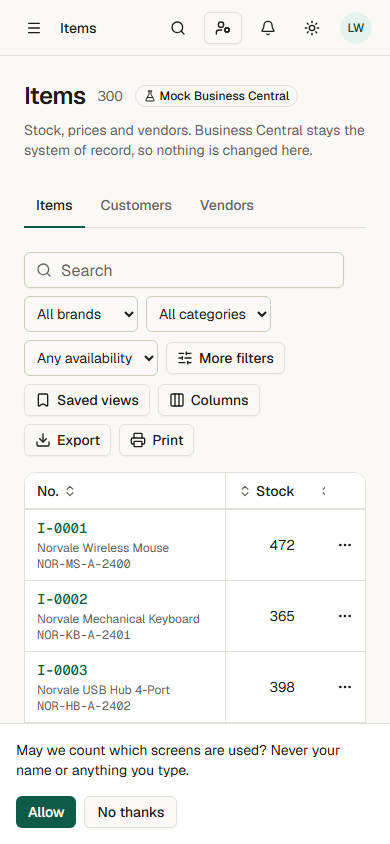 Items
LW
Items 300 Mock Business Central
Stock, prices and vendors. Business Central stays the
system of record, so nothing is changed here.
Items Customers Vendors
Search
All brands All categories
Any availability More filters
Saved views Columns
Export Print
No. Stock
I-0001
Norvale Wireless Mouse
NOR-MS-A-2400
472
I-0002
Norvale Mechanical Keyboard
NOR-KB-A-2401
365
I-0003
Norvale USB Hub 4-Port
NOR-HB-A-2402
398
May we count which screens are used? Never your
name or anything you type.
Allow No thanks